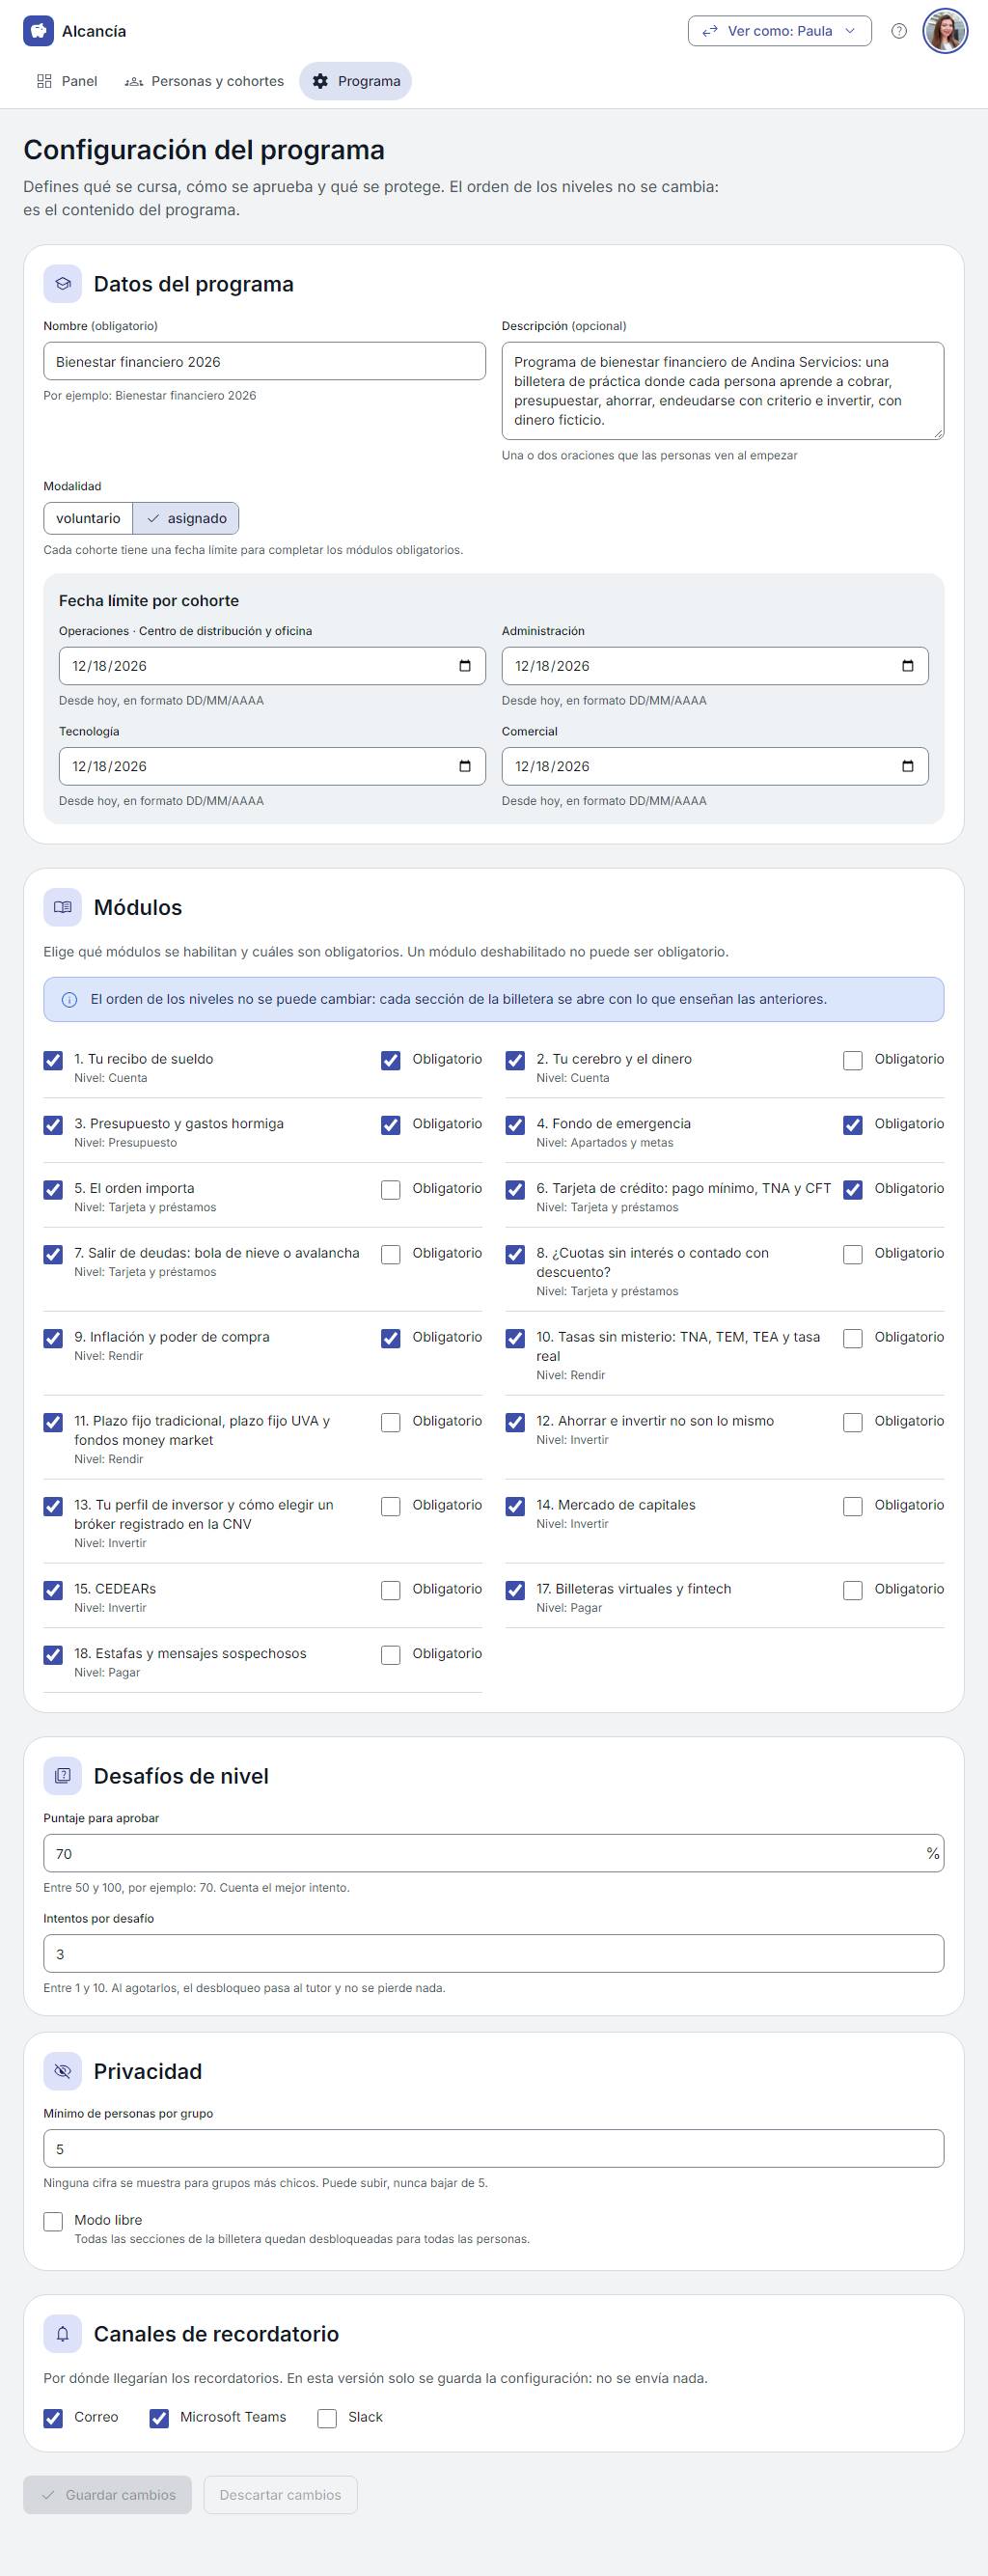 Alcancía
Ver como: Paula
Panel
Personas y cohortes
Programa
Configuración del programa
Defines qué se cursa, cómo se aprueba y qué se protege. El orden de los niveles no se cambia:
es el contenido del programa.
Datos del programa
Nombre (obligatorio)
Bienestar financiero 2026
Por ejemplo: Bienestar financiero 2026
Descripción (opcional)
Programa de bienestar financiero de Andina Servicios: una
billetera de práctica donde cada persona aprende a cobrar,
presupuestar, ahorrar, endeudarse con criterio e invertir, con
dinero ficticio.
Una o dos oraciones que las personas ven al empezar
Modalidad
voluntario
asignado
Cada cohorte tiene una fecha límite para completar los módulos obligatorios.
Fecha límite por cohorte
Operaciones · Centro de distribución y oficina
12/18/2026
Desde hoy, en formato DD/MM/AAAA
Administración
12/18/2026
Desde hoy, en formato DD/MM/AAAA
Tecnología
12/18/2026
Desde hoy, en formato DD/MM/AAAA
Comercial
12/18/2026
Desde hoy, en formato DD/MM/AAAA
Módulos
Elige qué módulos se habilitan y cuáles son obligatorios. Un módulo deshabilitado no puede ser obligatorio.
El orden de los niveles no se puede cambiar: cada sección de la billetera se abre con lo que enseñan las anteriores.
1. Tu recibo de sueldo
Nivel: Cuenta
Obligatorio
2. Tu cerebro y el dinero
Nivel: Cuenta
Obligatorio
3. Presupuesto y gastos hormiga
Nivel: Presupuesto
Obligatorio
4. Fondo de emergencia
Nivel: Apartados y metas
Obligatorio
5. El orden importa
Nivel: Tarjeta y préstamos
Obligatorio
6. Tarjeta de crédito: pago mínimo, TNA y CFT
Nivel: Tarjeta y préstamos
Obligatorio
7. Salir de deudas: bola de nieve o avalancha
Nivel: Tarjeta y préstamos
Obligatorio
8. ¿Cuotas sin interés o contado con
descuento?
Nivel: Tarjeta y préstamos
Obligatorio
9. Inflación y poder de compra
Nivel: Rendir
Obligatorio
10. Tasas sin misterio: TNA, TEM, TEA y tasa
real
Nivel: Rendir
Obligatorio
11. Plazo fijo tradicional, plazo fijo UVA y
fondos money market
Nivel: Rendir
Obligatorio
12. Ahorrar e invertir no son lo mismo
Nivel: Invertir
Obligatorio
13. Tu perfil de inversor y cómo elegir un
bróker registrado en la CNV
Nivel: Invertir
Obligatorio
14. Mercado de capitales
Nivel: Invertir
Obligatorio
15. CEDEARs
Nivel: Invertir
Obligatorio
17. Billeteras virtuales y fintech
Nivel: Pagar
Obligatorio
18. Estafas y mensajes sospechosos
Nivel: Pagar
Obligatorio
Desafíos de nivel
Puntaje para aprobar
70 %
Entre 50 y 100, por ejemplo: 70. Cuenta el mejor intento.
Intentos por desafío
3
Entre 1 y 10. Al agotarlos, el desbloqueo pasa al tutor y no se pierde nada.
Privacidad
Mínimo de personas por grupo
5
Ninguna cifra se muestra para grupos más chicos. Puede subir, nunca bajar de 5.
Modo libre
Todas las secciones de la billetera quedan desbloqueadas para todas las personas.
Canales de recordatorio
Por dónde llegarían los recordatorios. En esta versión solo se guarda la configuración: no se envía nada.
Correo
Microsoft Teams
Slack
Guardar cambios
Descartar cambios